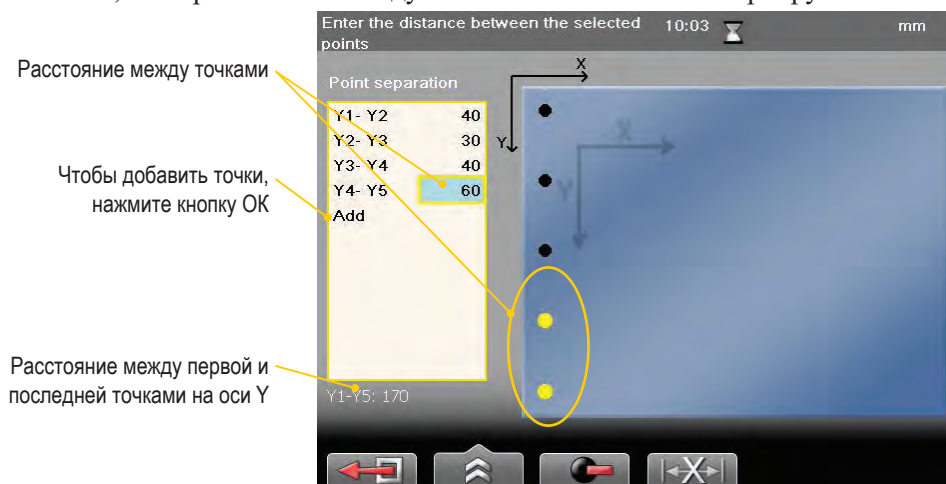 Enter the distance between the selected points
10:03
mm
Расстояние между точками
Point separation
Y1- Y2 40
Y2- Y3 30
Y3- Y4 40
Y4- Y5 60
Add
Чтобы добавить точки,
нажмите кнопку ОК
Расстояние между первой и
последней точками на оси Y
Y1-Y5: 170
X
Y
X
Y
X